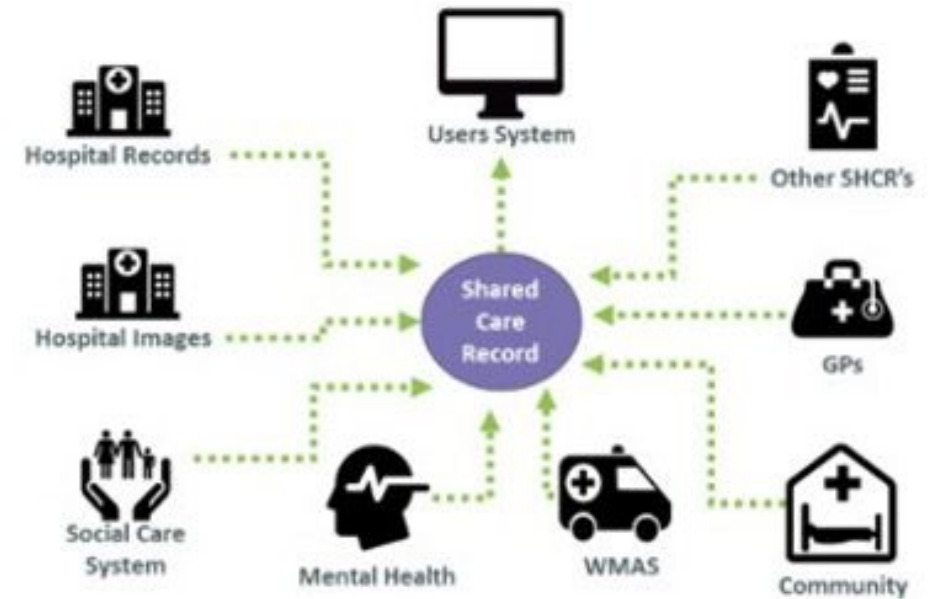 Users System
Hospital Records
Other SHCR's
Hospital Images
Shared
Care
Record
GPs
Social Care
System
Mental Health
WMAS
Community